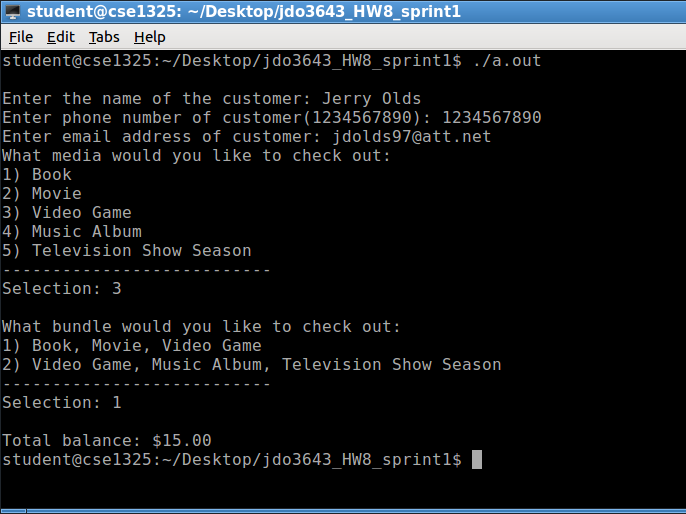 student@cse1325: ~/Desktop/jdo3643_HW8_sprint1
File Edit Tabs Help
student@cse1325:~/Desktop/jdo3643_HW8_sprint1$ ./a.out
Enter the name of the customer: Jerry Olds
Enter phone number of customer(1234567890): 1234567890
Enter email address of customer: jdolds97@att.net
What media would you like to check out:
1) Book
2) Movie
3) Video Game
4) Music Album
5) Television Show Season
---------------------------
Selection: 3
What bundle would you like to check out:
1) Book, Movie, Video Game
2) Video Game, Music Album, Television Show Season
---------------------------
Selection: 1
Total balance: $15.00
student@cse1325:~/Desktop/jdo3643_HW8_sprint1$